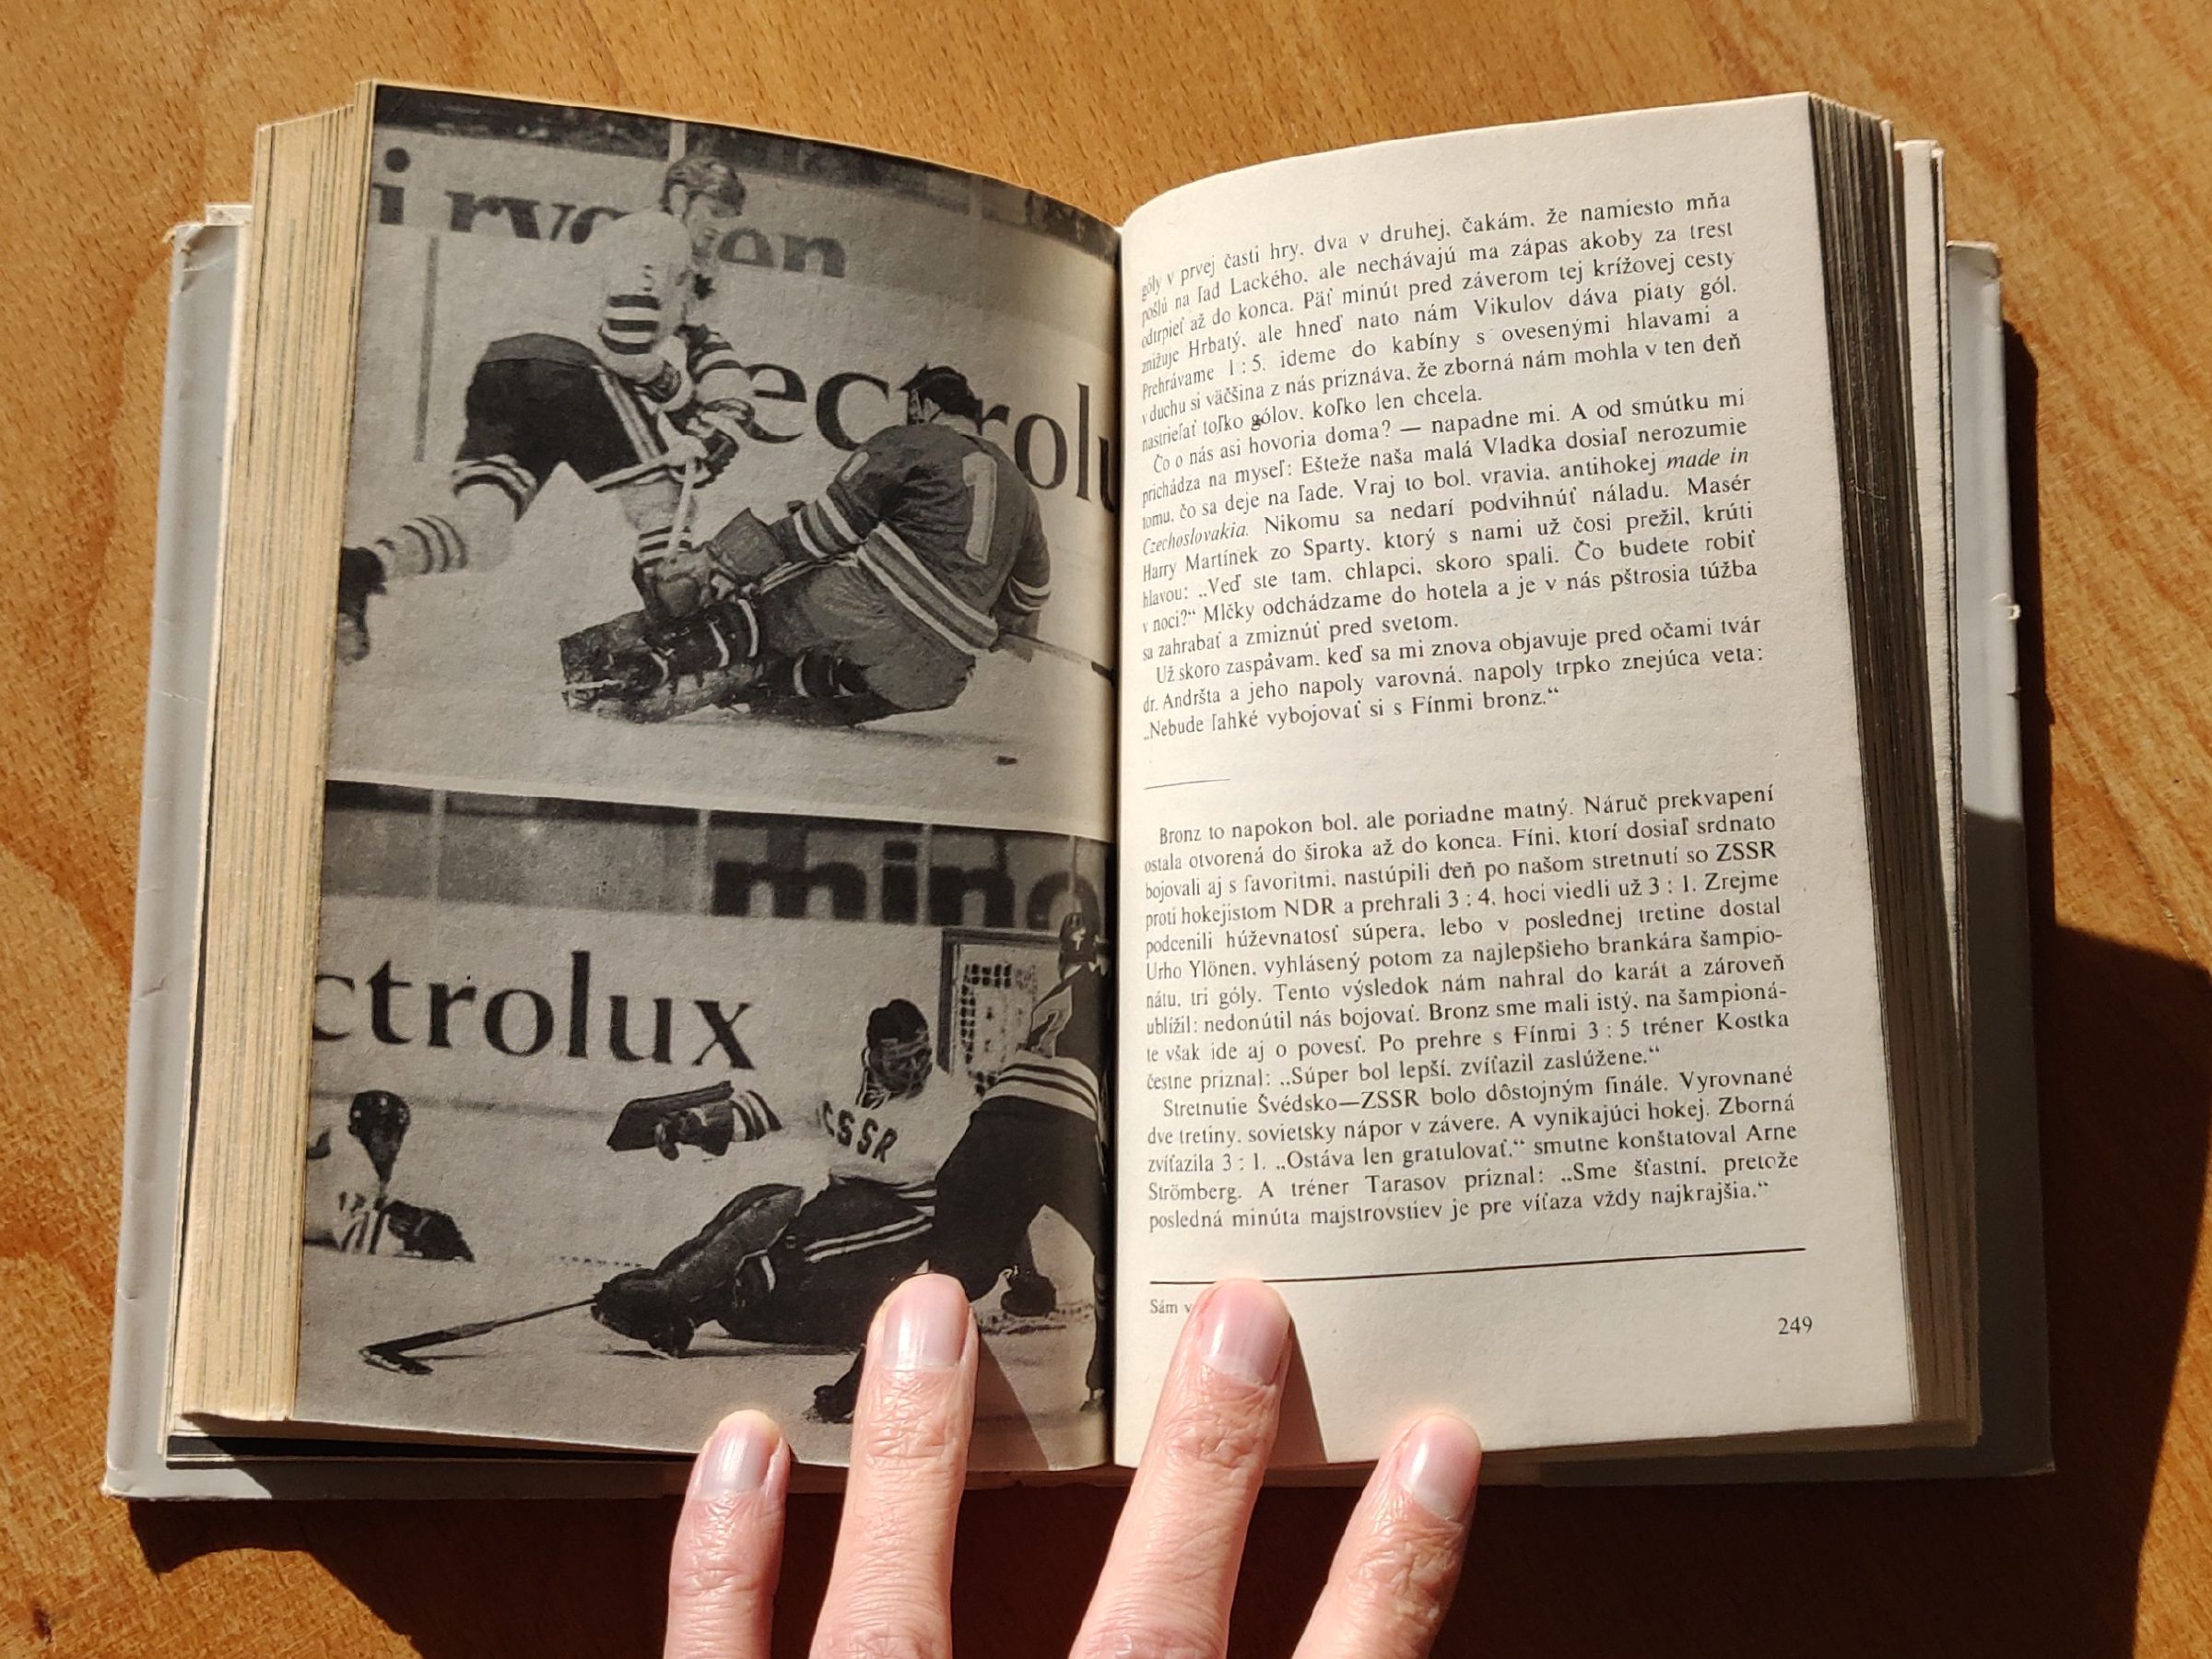 i rvo on
ectrolu
1
mino
ctrolux
ČSSR
góly v prvej časti hry, dva v druhej, čakám, že namiesto mňa
pošlú na ľad Lackého, ale nechávajú ma zápas akoby za trest
odtrpieť až do konca. Päť minút pred záverom tej krížovej cesty
znižuje Hrbatý, ale hneď nato nám Vikulov dáva piaty gól.
Prehrávame 1 : 5, ideme do kabíny s ovesenými hlavami a
v duchu si väčšina z nás priznáva, že zborná nám mohla v ten deň
nastrieľať toľko gólov, koľko len chcela.
Čo o nás asi hovoria doma? — napadne mi. A od smútku mi
prichádza na myseľ: Ešteže naša malá Vladka dosiaľ nerozumie
tomu, čo sa deje na ľade. Vraj to bol, vravia, antihokej made in
Czechoslovakia. Nikomu sa nedarí podvihnúť náladu. Masér
Harry Martínek zo Sparty, ktorý s nami už čosi prežil, krúti
hlavou: „Veď ste tam, chlapci, skoro spali. Čo budete robiť
v noci?“ Mlčky odchádzame do hotela a je v nás pštrosia túžba
sa zahrabať a zmiznúť pred svetom.
Už skoro zaspávam, keď sa mi znova objavuje pred očami tvár
dr. Andršta a jeho napoly varovná, napoly trpko znejúca veta:
„Nebude ľahké vybojovať si s Fínmi bronz.“
Bronz to napokon bol, ale poriadne matný. Náruč prekvapení
ostala otvorená do široka až do konca. Fíni, ktorí dosiaľ srdnato
bojovali aj s favoritmi, nastúpili deň po našom stretnutí so ZSSR
proti hokejistom NDR a prehrali 3 : 4, hoci viedli už 3 : 1. Zrejme
podcenili húževnatosť súpera, lebo v poslednej tretine dostal
Urho Ylönen, vyhlásený potom za najlepšieho brankára šampio-
nátu, tri góly. Tento výsledok nám nahral do karát a zároveň
ublížil: nedonútil nás bojovať. Bronz sme mali istý, na šampioná-
te však ide aj o povesť. Po prehre s Fínmi 3 : 5 tréner Kostka
čestne priznal: „Súper bol lepší, zvíťazil zaslúžene.“
Stretnutie Švédsko—ZSSR bolo dôstojným finále. Vyrovnané
dve tretiny, sovietsky nápor v závere. A vynikajúci hokej. Zborná
zvíťazila 3 : 1. „Ostáva len gratulovať,“ smutne konštatoval Arne
Strömberg. A tréner Tarasov priznal: „Sme šťastní, pretože
posledná minúta majstrovstiev je pre víťaza vždy najkrajšia.“
Sám v
249